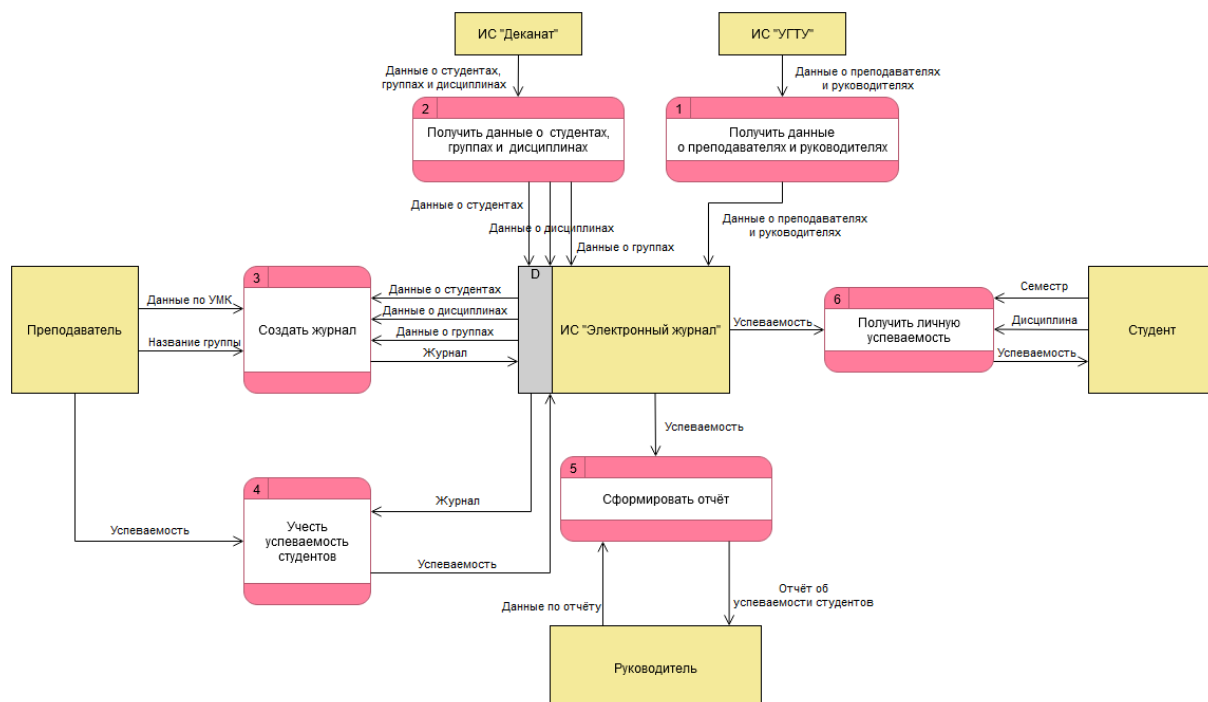 ИС "Деканат"
ИС "УГТУ"
Данные о студентах,
группах и дисциплинах
Данные о преподавателях
и руководителях
2
Получить данные о студентах,
группах и дисциплинах
1
Получить данные
о преподавателях и руководителях
Данные о студентах
Данные о дисциплинах
Данные о группах
Данные о преподавателях
и руководителях
Преподаватель
Данные по УМК
Название группы
3
Создать журнал
Данные о студентах
Данные о дисциплинах
Данные о группах
Журнал
D
ИС "Электронный журнал"
Успеваемость
6
Получить личную
успеваемость
Семестр
Дисциплина
Успеваемость
Студент
Успеваемость
4
Учесть
успеваемость
студентов
Журнал
Успеваемость
Успеваемость
5
Сформировать отчёт
Данные по отчёту
Отчёт об
успеваемости студентов
Руководитель